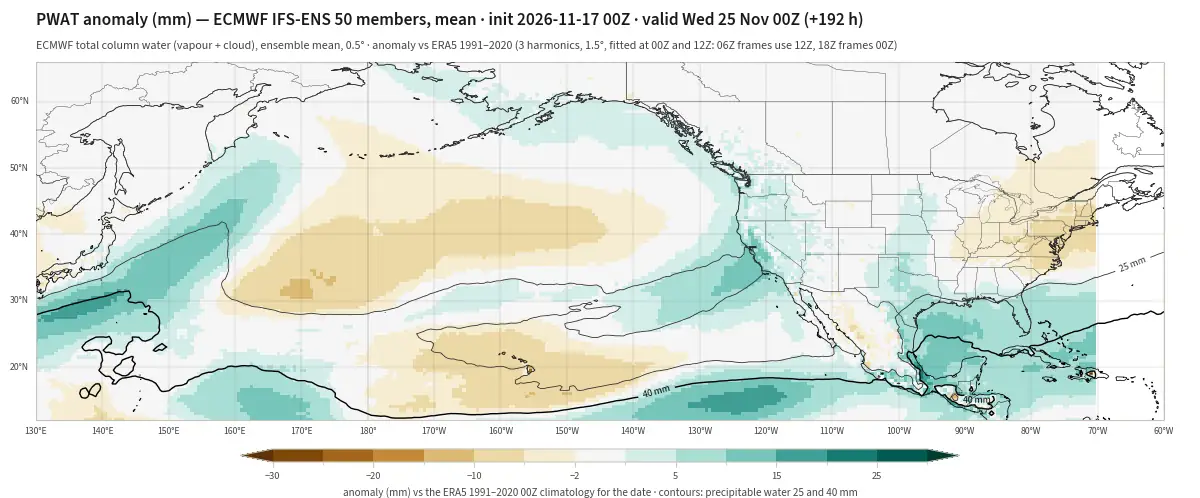 PWAT anomaly (mm) — ECMWF IFS-ENS 50 members, mean · init 2026-11-17 00Z · valid Wed 25 Nov 00Z (+192 h)
ECMWF total column water (vapour + cloud), ensemble mean, 0.5° · anomaly vs ERA5 1991–2020 (3 harmonics, 1.5°, fitted at 00Z and 12Z: 06Z frames use 12Z, 18Z frames 00Z)
60°N
50°N
40°N
30°N
20°N
25 mm
40 mm
40 mm
130°E 140°E 150°E 160°E 170°E 180° 170°W 160°W 150°W 140°W 130°W 120°W 110°W 100°W 90°W 80°W 70°W 60°W
−30 −20 −10 −2 5 15 25
anomaly (mm) vs the ERA5 1991–2020 00Z climatology for the date · contours: precipitable water 25 and 40 mm